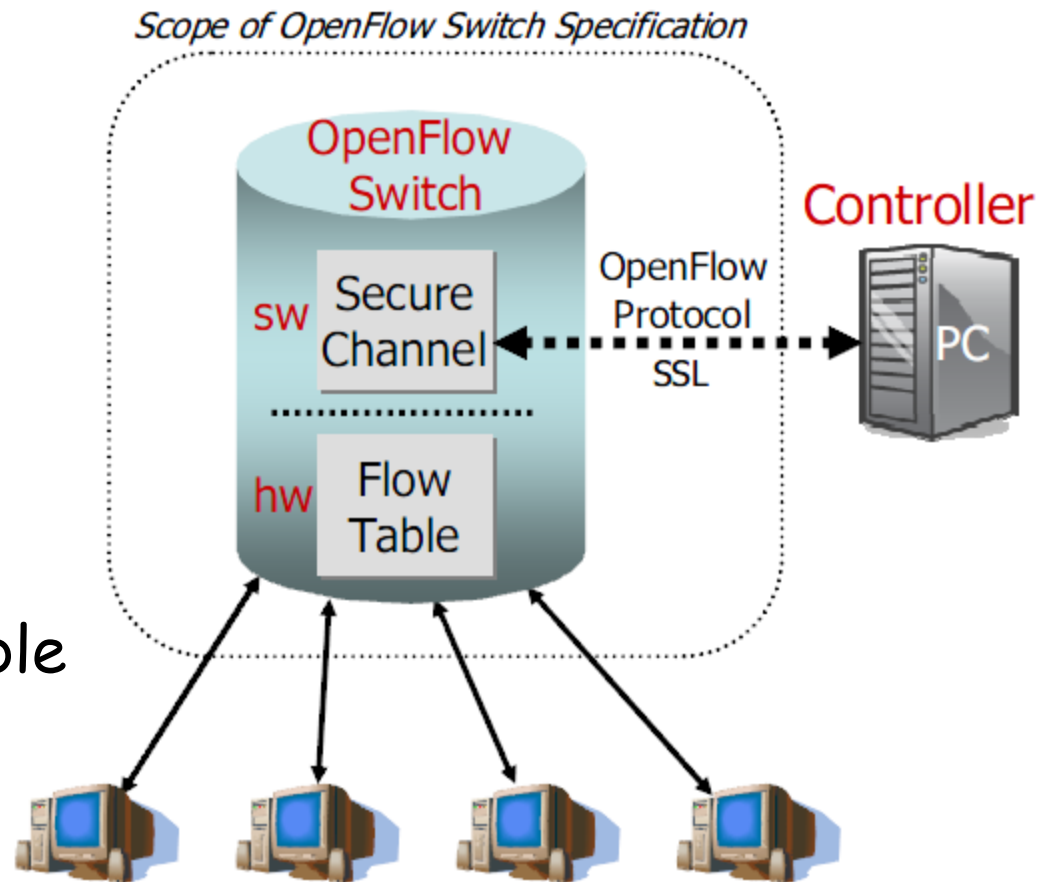 Scope of OpenFlow Switch Specification
OpenFlow
Switch
Controller
sw
Secure
Channel
OpenFlow
Protocol
SSL
PC
hw
Flow
Table